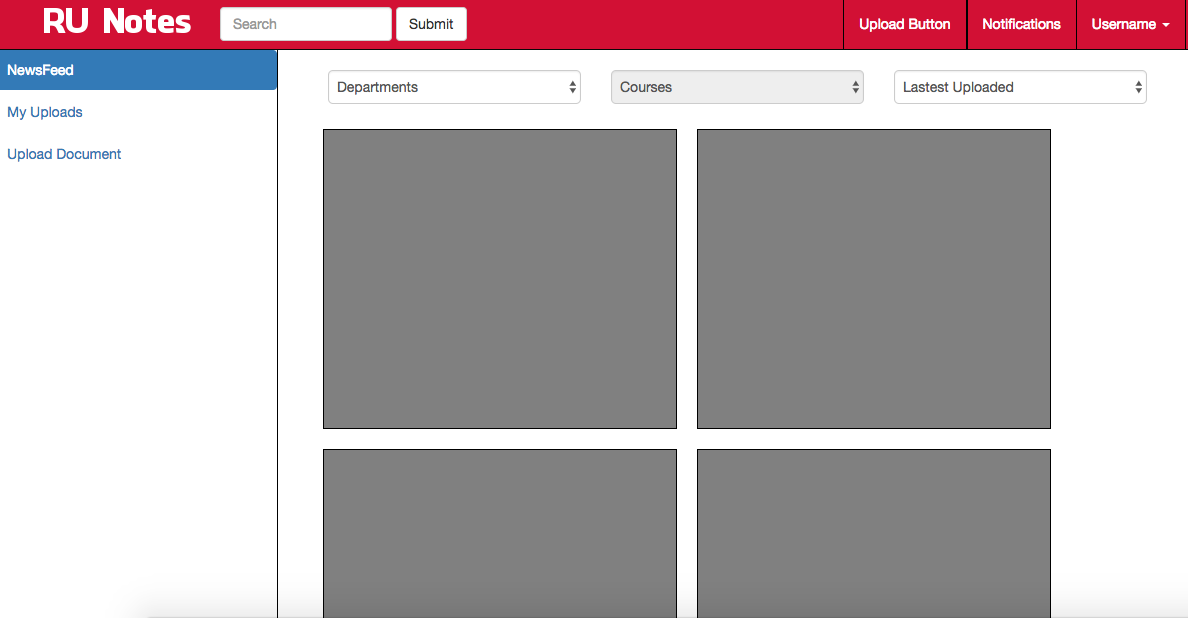 RU Notes Search Submit Upload Button Notifications Username
NewsFeed
My Uploads
Upload Document
Departments Courses Lastest Uploaded